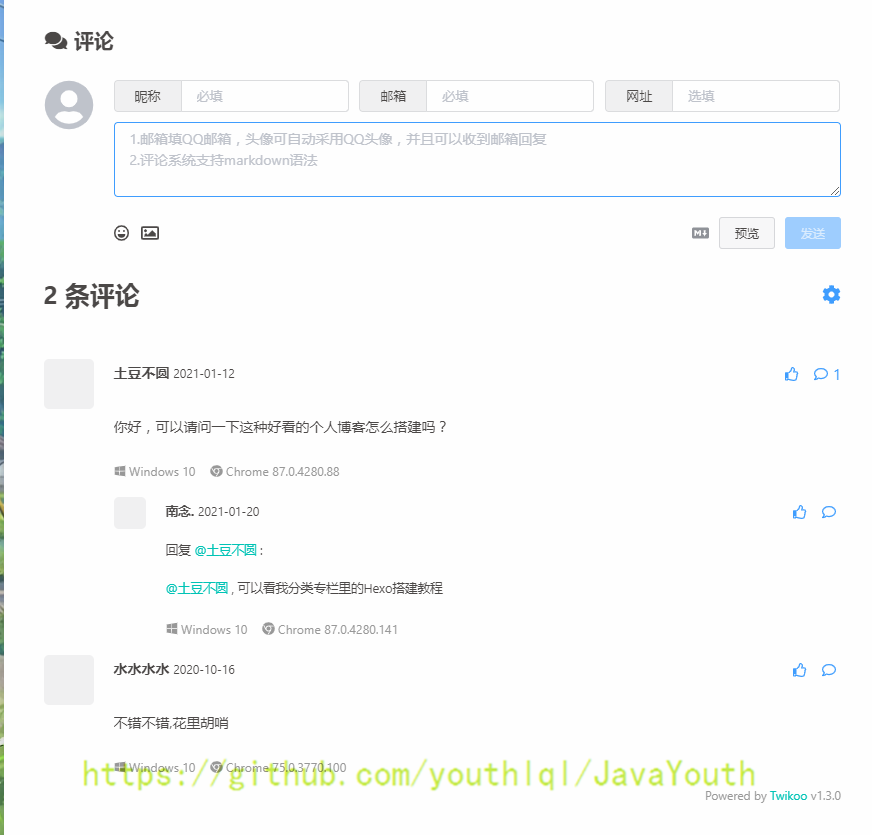 评论
昵称 必填 邮箱 必填 网址 选填
1.邮箱填QQ邮箱，头像可自动采用QQ头像，并且可以收到邮箱回复
2.评论系统支持markdown语法
M↓ 预览 发送
2 条评论
土豆不圆 2021-01-12 1
你好，可以请问一下这种好看的个人博客怎么搭建吗？
Windows 10 Chrome 87.0.4280.88
南念. 2021-01-20
回复 @土豆不圆 :
@土豆不圆 , 可以看我分类专栏里的Hexo搭建教程
Windows 10 Chrome 87.0.4280.141
水水水水 2020-10-16
不错不错,花里胡哨
Windows 10 Chrome 75.0.3770.100
https://github.com/youthlql/JavaYouth
Powered by Twikoo v1.3.0